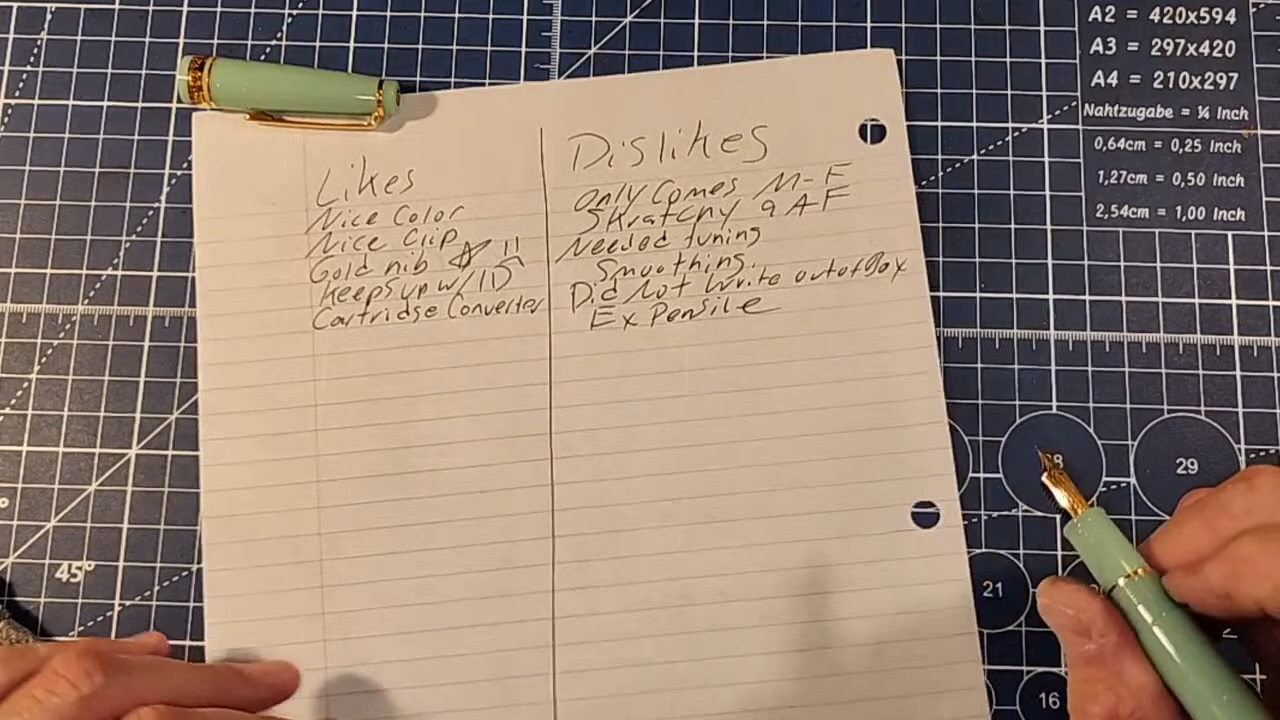 A2 = 420x594
A3 = 297x420
A4 = 210x297
Nahtzugabe = ¼ Inch
0,64cm = 0,25 Inch
1,27cm = 0,50 Inch
2,54cm = 1,00 Inch
Likes
Nice Color
Nice Clip
Gold nib ☆ !!
Keeps up w/
Cartridge Converter
Dislikes
Only Comes M-F
Skratchy AF
Needed tuning
Smoothing.
Did Not Write out of Box
Expensive
29
21
16
45°